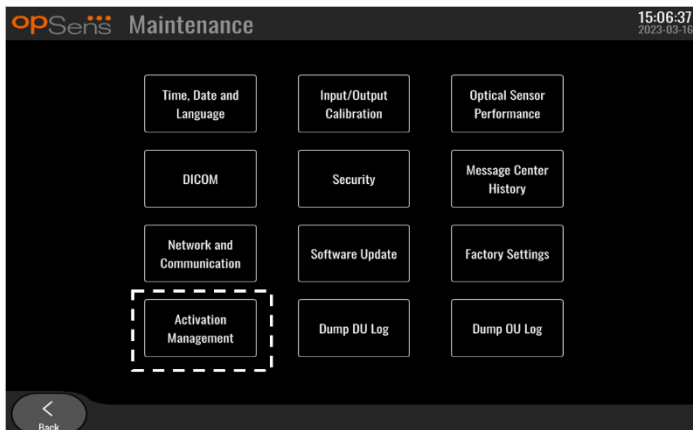 opSens Maintenance
15:06:37
2023-03-16
Time, Date and
Language
Input/Output
Calibration
Optical Sensor
Performance
DICOM
Security
Message Center
History
Network and
Communication
Software Update
Factory Settings
Activation
Management
Dump DU Log
Dump OU Log
Back